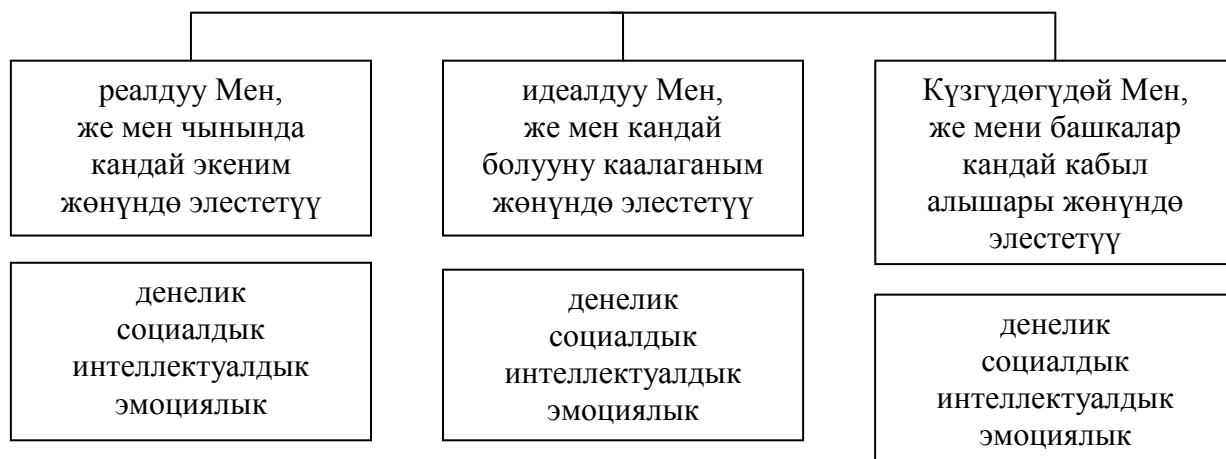 реалдуу Мен,
же мен чынында
кандай экеним
жөнүндө элестетүү
идеалдуу Мен,
же мен кандай
болууну каалаганым
жөнүндө элестетүү
Күзгүдөгүдөй Мен,
же мени башкалар
кандай кабыл
алышары жөнүндө
элестетүү
денелик
социалдык
интеллектуалдык
эмоциялык
денелик
социалдык
интеллектуалдык
эмоциялык
денелик
социалдык
интеллектуалдык
эмоциялык